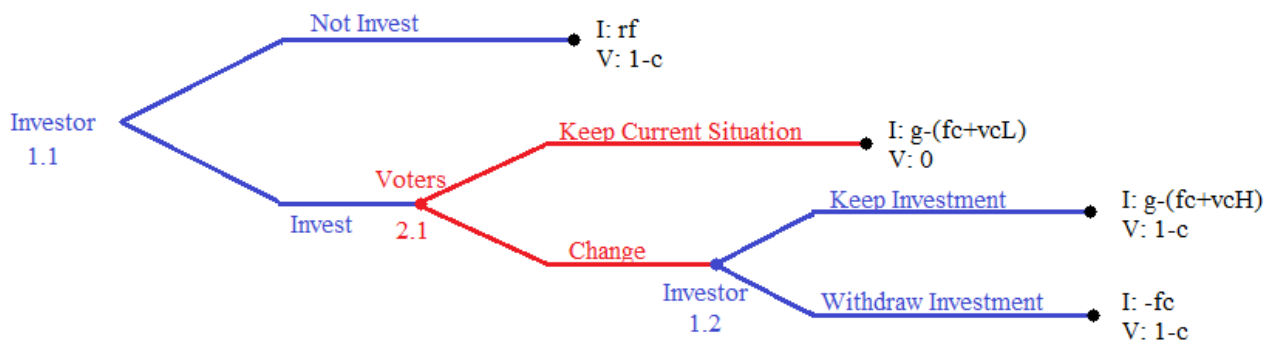 Not Invest
I: rf
V: 1-c
Investor
1.1
Keep Current Situation
I: g-(fc+vcL)
V: 0
Voters
2.1
Invest
Keep Investment
I: g-(fc+vcH)
V: 1-c
Change
Investor
1.2
Withdraw Investment
I: -fc
V: 1-c